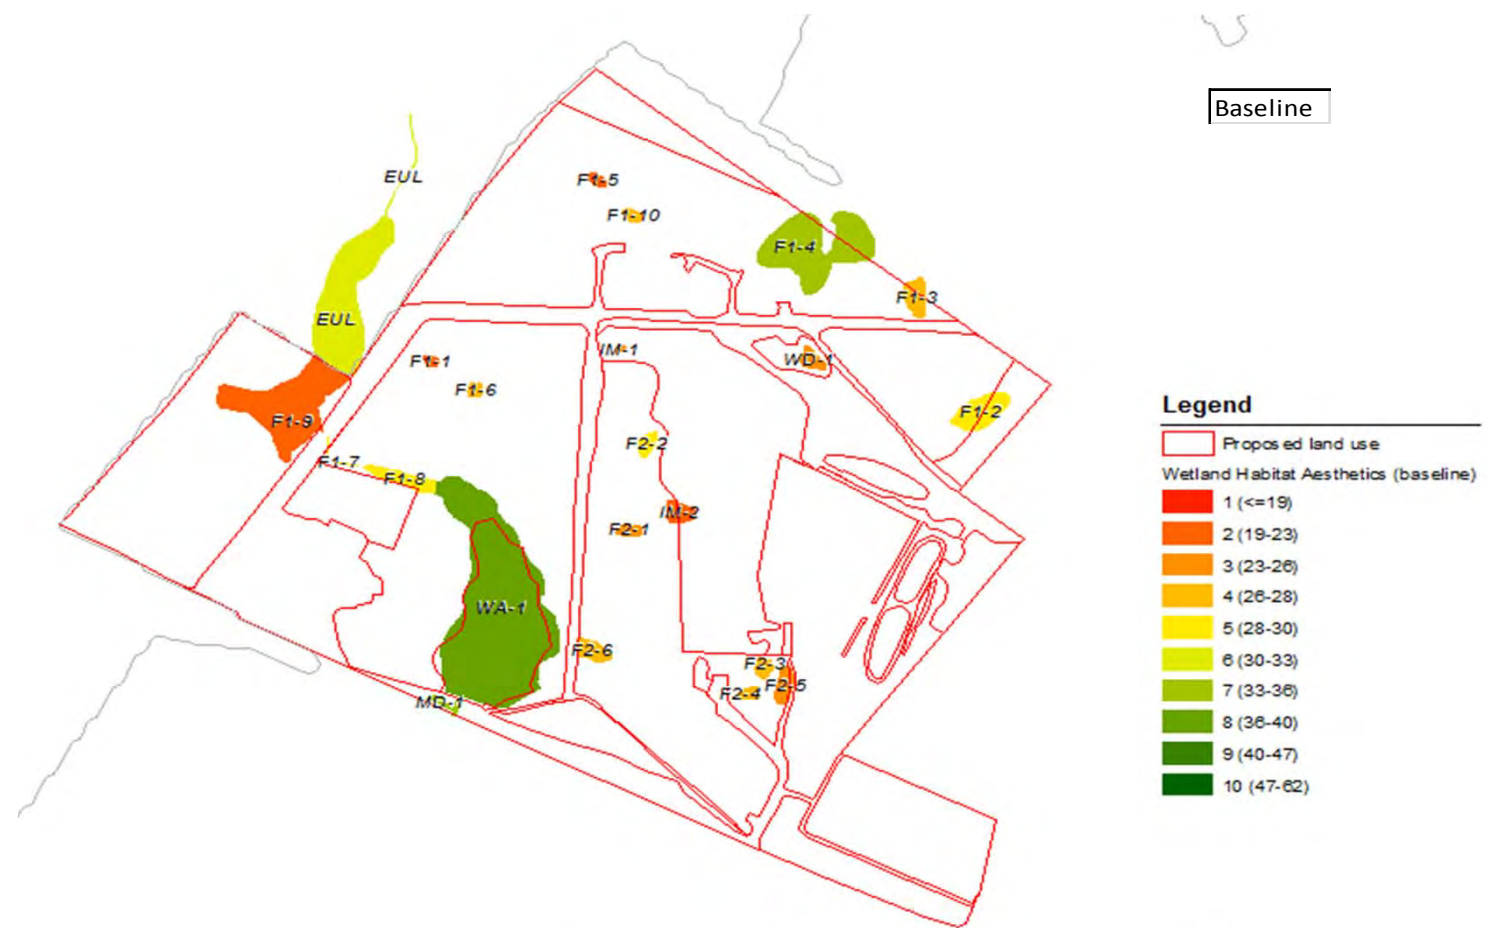 Baseline
EUL
F1-5
F1-10
F1-4
F1-3
EUL
IM-1
WD-1
F1-1
F1-6
F1-2
F1-9
F2-2
F1-7
F1-8
IM-2
F2-1
WA-1
F2-6
F2-3
F2-5
F2-4
MD-1
Legend
Proposed land use
Wetland Habitat Aesthetics (baseline)
1 (<=19)
2 (19-23)
3 (23-26)
4 (26-28)
5 (28-30)
6 (30-33)
7 (33-36)
8 (36-40)
9 (40-47)
10 (47-62)